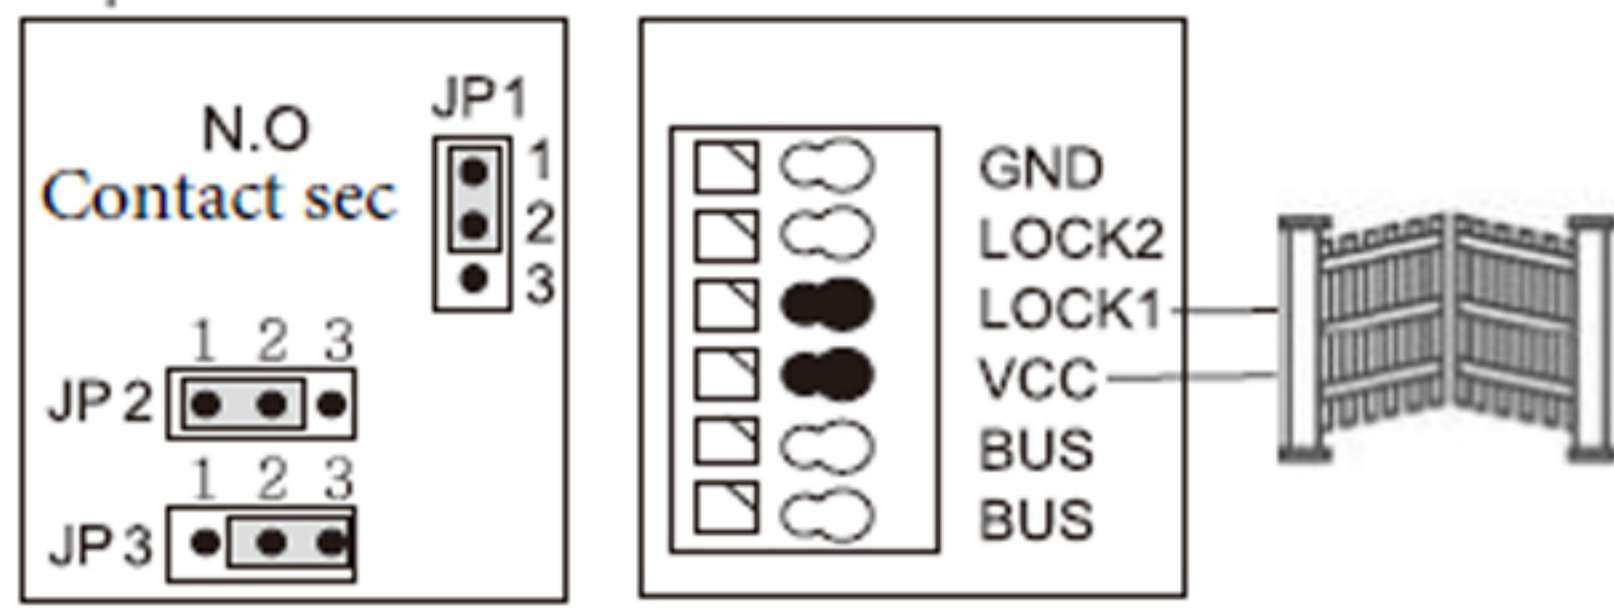 N.O
Contact sec
JP1
1
2
3
1 2 3
JP2
1 2 3
JP3
GND
LOCK2
LOCK1
VCC
BUS
BUS